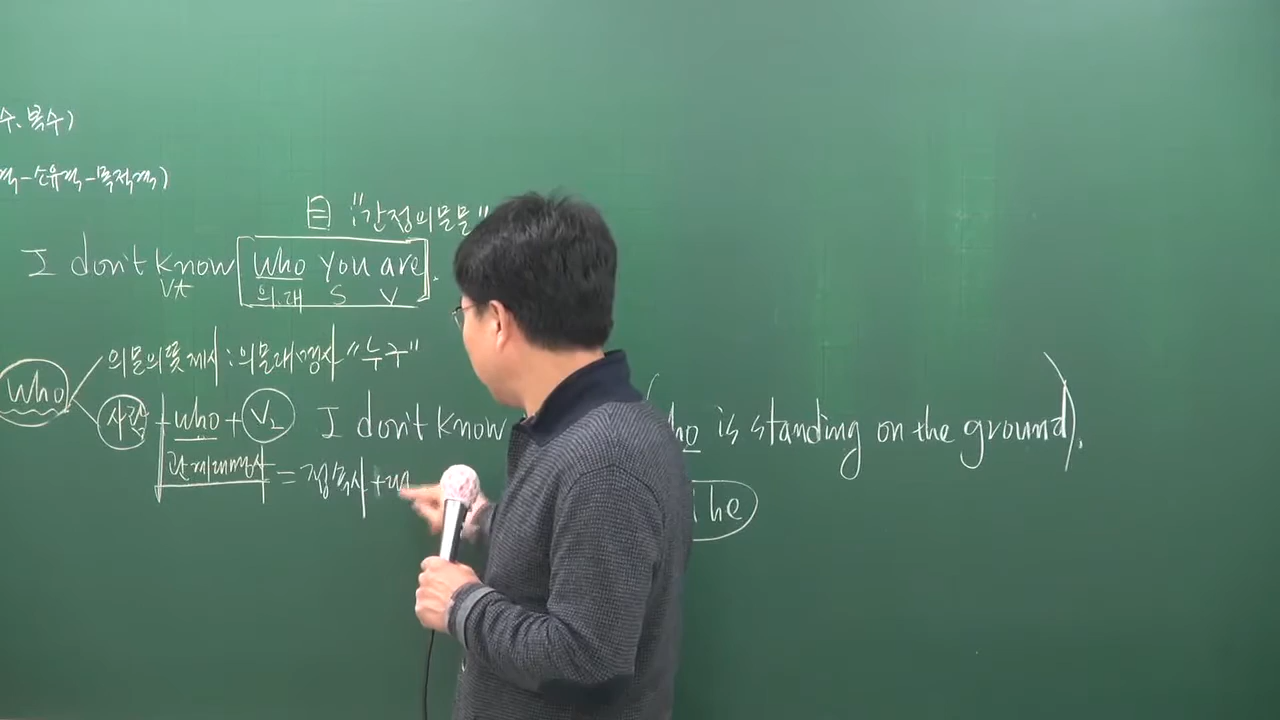 수、복수)
격-소유격-목적격)
目 "간접의문문"
I don't know who you are.
Vt 의.대 S V
who
의문의 뜻 제시 : 의문대명사 "누구"
사람 + who + V₂ I don't know
is standing on the ground).
관계대명사 = 접속사 + 대
he